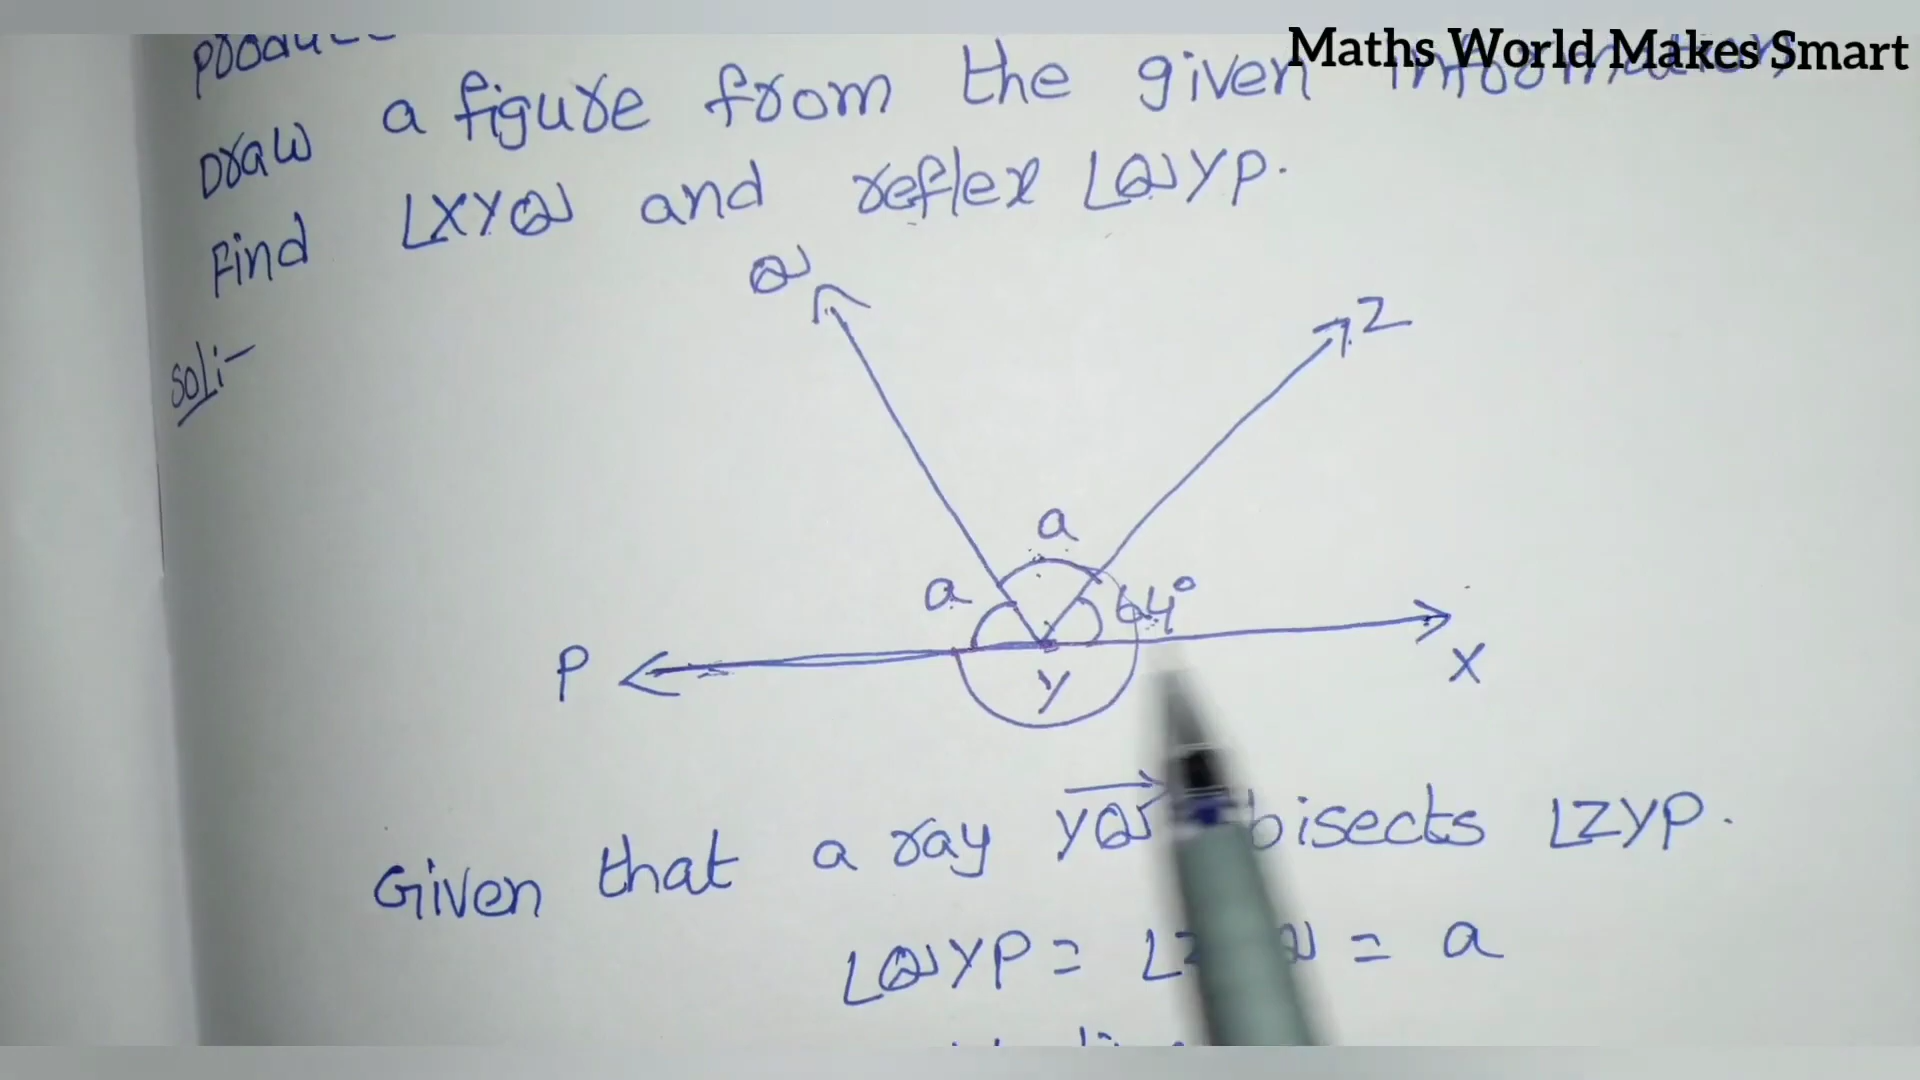 Maths World Makes Smart
Draw a figure from the given information
Find ∠XYQ and reflex ∠QYP.
Q
Z
Sol:-
a
a
64°
P
Y
X
Given that a ray YQ bisects ∠ZYP.
∠QYP = ∠Z Q = a